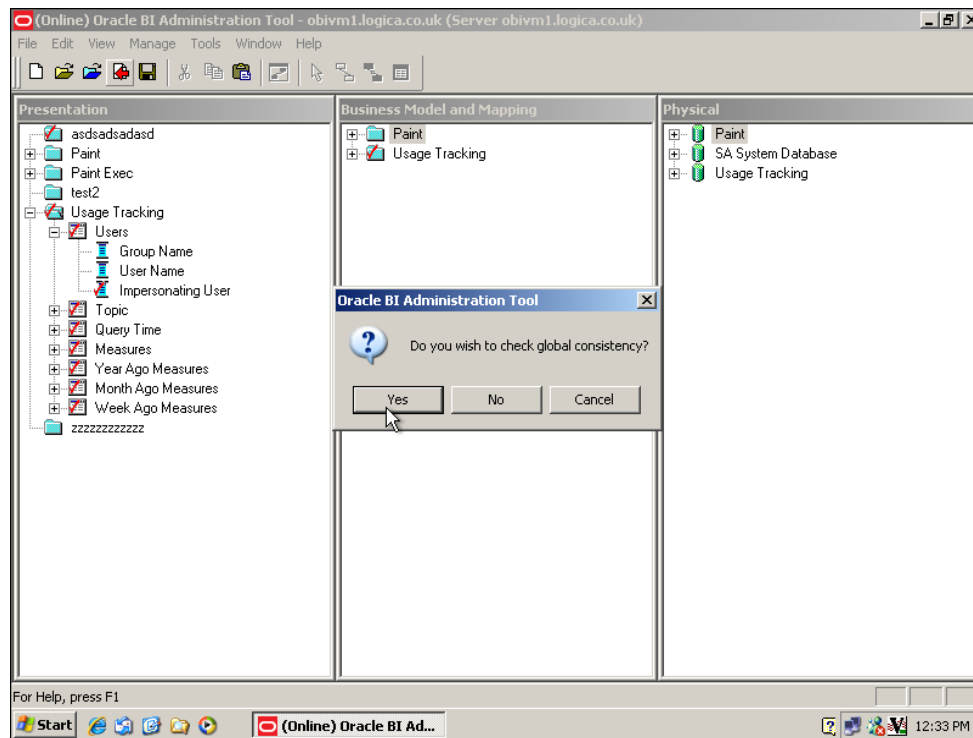 (Online) Oracle BI Administration Tool - obivm1.logica.co.uk (Server obivm1.logica.co.uk)
File Edit View Manage Tools Window Help
Presentation
asdsadsadasd
Paint
Paint Exec
test2
Usage Tracking
Users
Group Name
User Name
Impersonating User
Topic
Query Time
Measures
Year Ago Measures
Month Ago Measures
Week Ago Measures
zzzzzzzzzzzz
Business Model and Mapping
Paint
Usage Tracking
Physical
Paint
SA System Database
Usage Tracking
Oracle BI Administration Tool
Do you wish to check global consistency?
Yes No Cancel
For Help, press F1
Start (Online) Oracle BI Ad... 12:33 PM